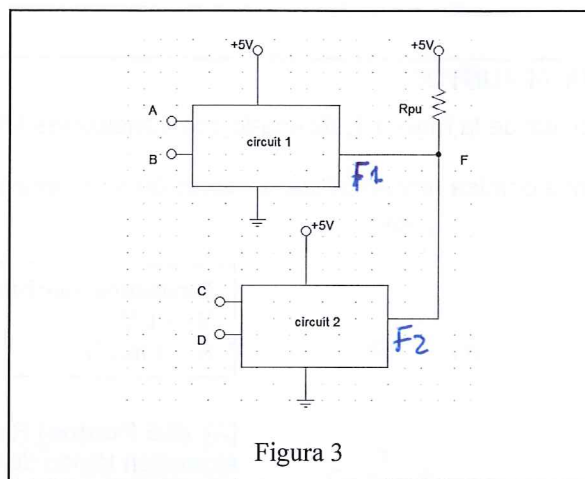 +5V
+5V
A
Rpu
circuit 1
B
F
F1
+5V
C
circuit 2
D
F2
Figura 3